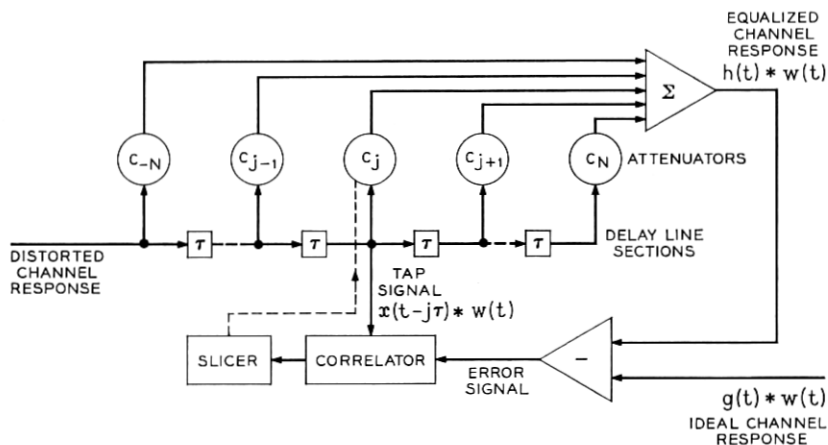 EQUALIZED
CHANNEL
RESPONSE
h(t) * w(t)
Σ
C-N
Cj-1
Cj
Cj+1
CN
ATTENUATORS
τ
τ
τ
τ
DISTORTED
CHANNEL
RESPONSE
DELAY LINE
SECTIONS
TAP
SIGNAL
x(t-jτ) * w(t)
SLICER
CORRELATOR
ERROR
SIGNAL
−
g(t) * w(t)
IDEAL CHANNEL
RESPONSE